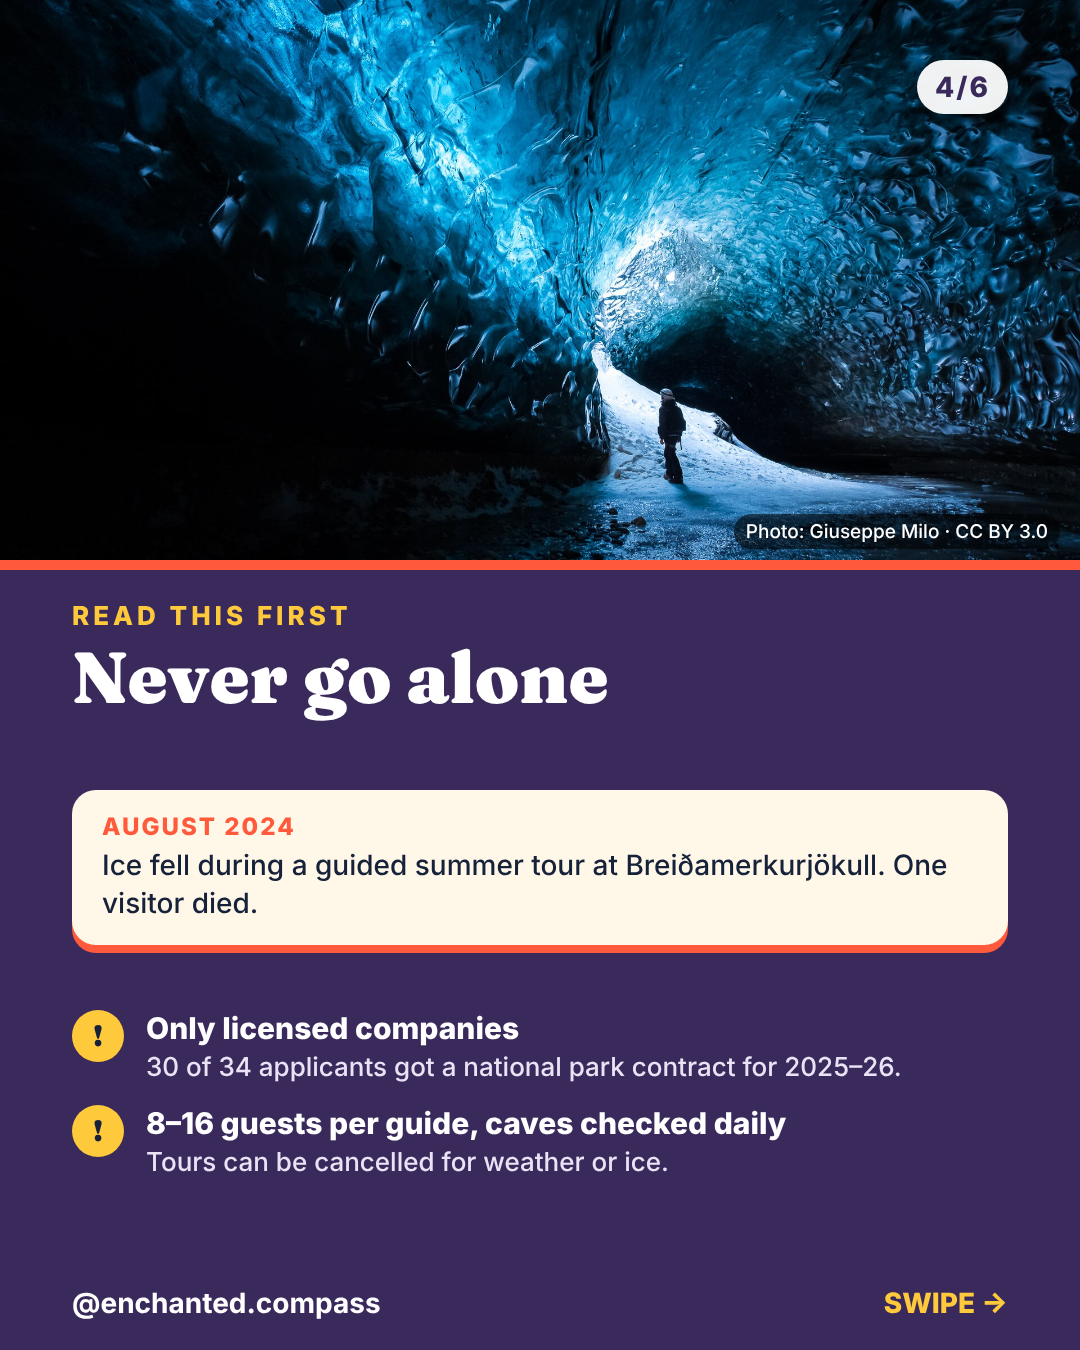 4/6
Photo: Giuseppe Milo · CC BY 3.0
READ THIS FIRST
Never go alone
AUGUST 2024
Ice fell during a guided summer tour at Breiðamerkurjökull. One
visitor died.
! Only licensed companies
30 of 34 applicants got a national park contract for 2025–26.
! 8–16 guests per guide, caves checked daily
Tours can be cancelled for weather or ice.
@enchanted.compass
SWIPE →